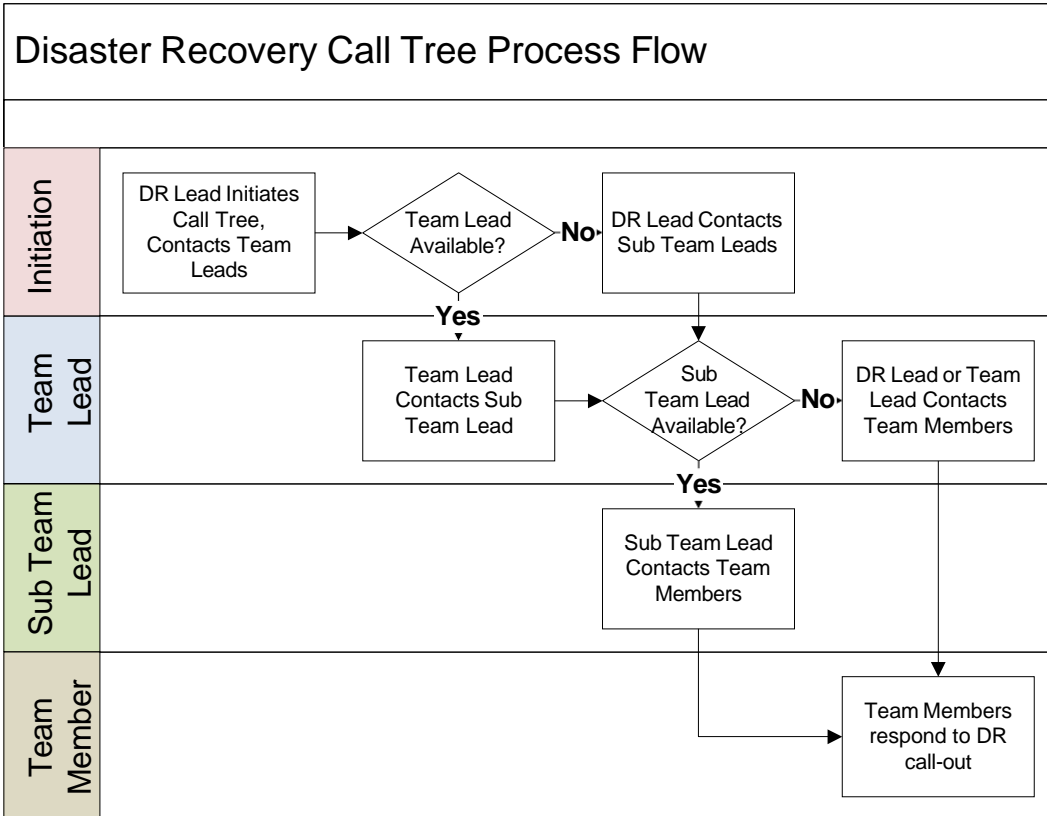 Disaster Recovery Call Tree Process Flow
Initiation
DR Lead Initiates
Call Tree,
Contacts Team
Leads
Team Lead
Available?
No
DR Lead Contacts
Sub Team Leads
Yes
Team
Lead
Team Lead
Contacts Sub
Team Lead
Sub
Team Lead
Available?
No
DR Lead or Team
Lead Contacts
Team Members
Yes
Sub Team
Lead
Sub Team Lead
Contacts Team
Members
Team
Member
Team Members
respond to DR
call-out